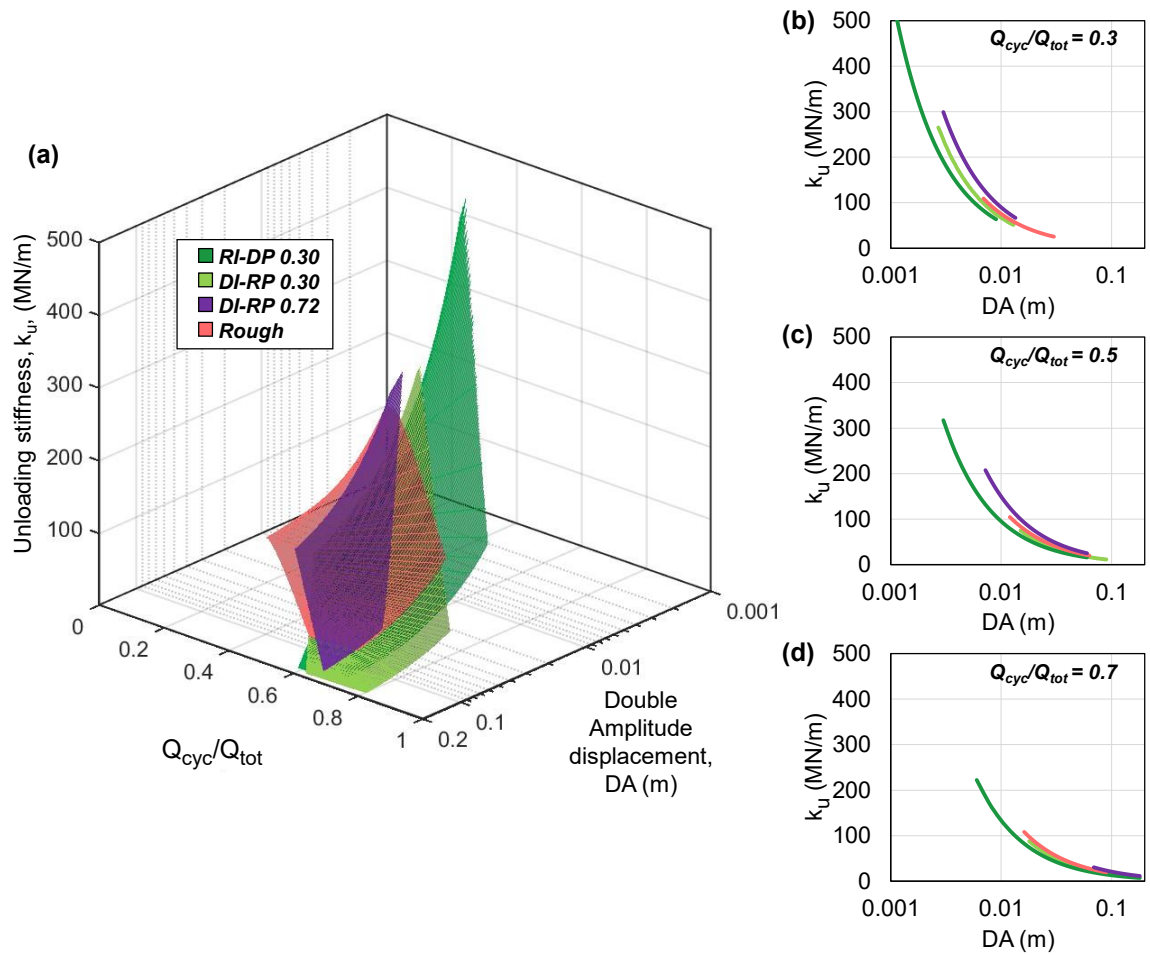 (a)
Unloading stiffness, k_u, (MN/m)
500
400
300
200
100
0
RI-DP 0.30
DI-RP 0.30
DI-RP 0.72
Rough
0.2
0.4
0.6
0.8
1
Q_cyc/Q_tot
0.2
0.1
0.01
0.001
Double
Amplitude
displacement,
DA (m)
(b)
Q_cyc/Q_tot = 0.3
k_u (MN/m)
500
400
300
200
100
0
0.001
0.01
0.1
DA (m)
(c)
Q_cyc/Q_tot = 0.5
k_u (MN/m)
500
400
300
200
100
0
0.001
0.01
0.1
DA (m)
(d)
Q_cyc/Q_tot = 0.7
k_u (MN/m)
500
400
300
200
100
0
0.001
0.01
0.1
DA (m)